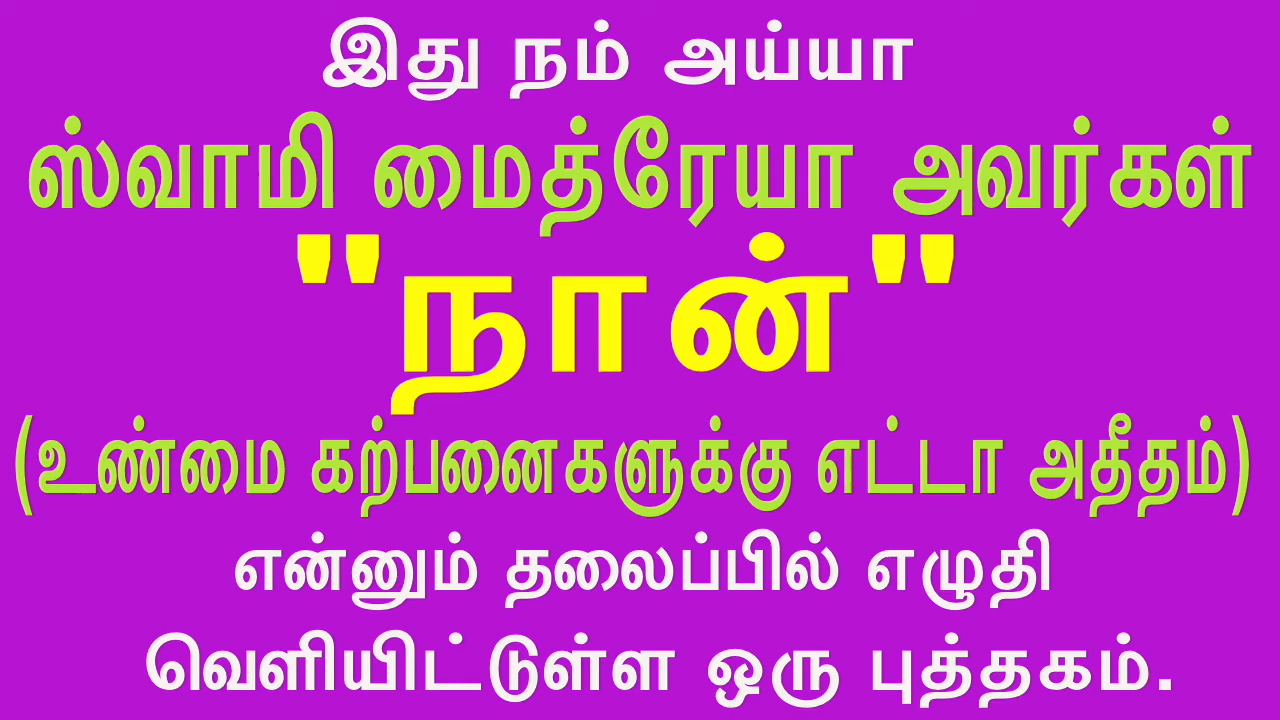 இது நம் அய்யா
ஸ்வாமி மைத்ரேயா அவர்கள்
"நான்"
(உண்மை கற்பனைகளுக்கு எட்டா அதீதம்)
என்னும் தலைப்பில் எழுதி
வெளியிட்டுள்ள ஒரு புத்தகம்.